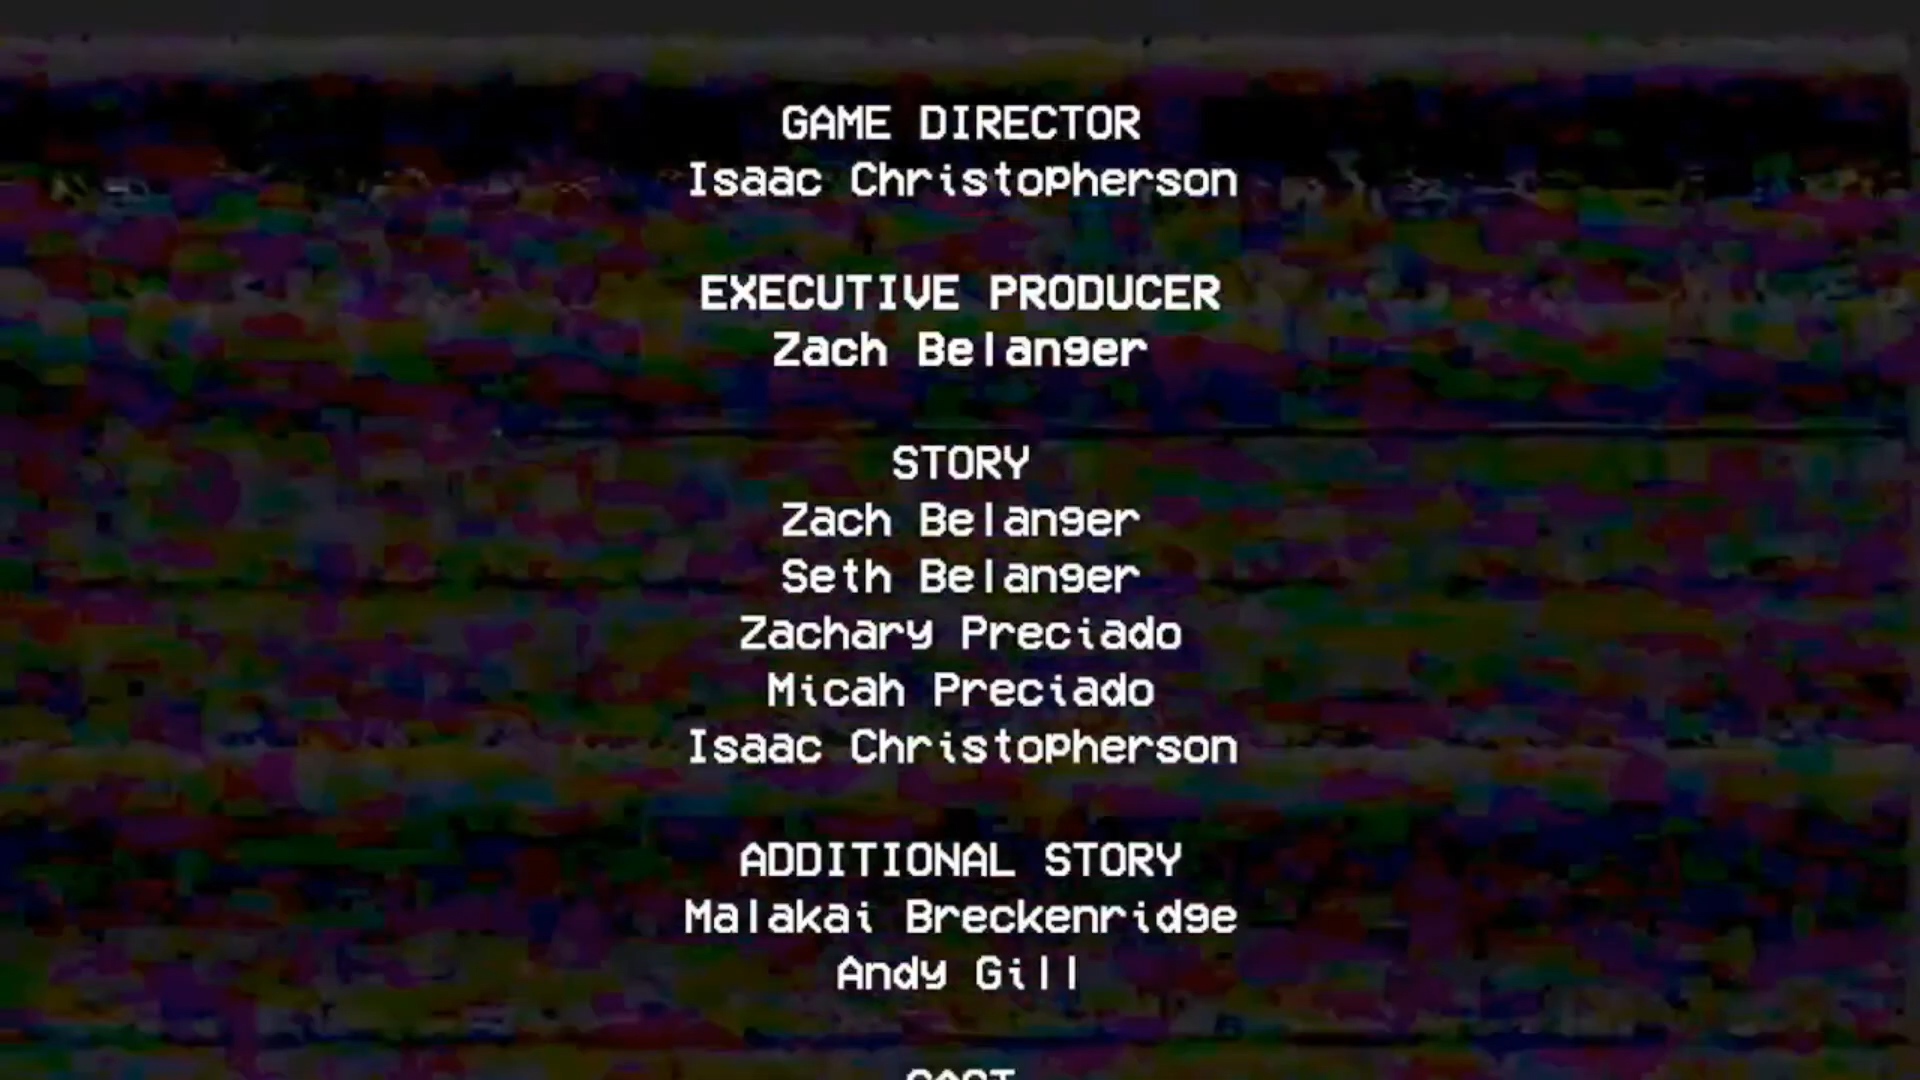 GAME DIRECTOR
Isaac Christopherson
EXECUTIVE PRODUCER
Zach Belanger
STORY
Zach Belanger
Seth Belanger
Zachary Preciado
Micah Preciado
Isaac Christopherson
ADDITIONAL STORY
Malakai Breckenridge
Andy Gill
CAST